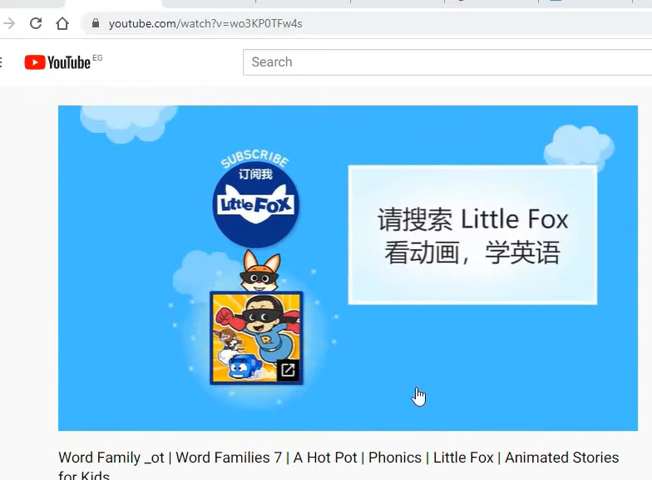 youtube.com/watch?v=wo3KP0TFw4s
YouTube EG
Search
SUBSCRIBE
订阅我
Little Fox
请搜索 Little Fox
看动画，学英语
Word Family _ot | Word Families 7 | A Hot Pot | Phonics | Little Fox | Animated Stories
for Kids